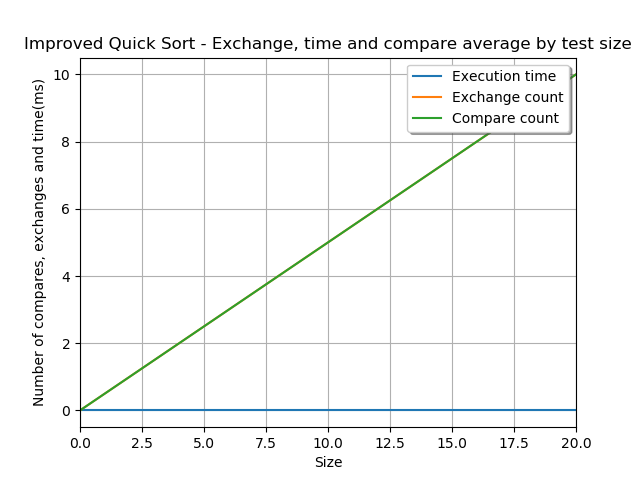 Improved Quick Sort - Exchange, time and compare average by test size
Execution time
Exchange count
Compare count
Number of compares, exchanges and time(ms)
10
8
6
4
2
0
0.0 2.5 5.0 7.5 10.0 12.5 15.0 17.5 20.0
Size